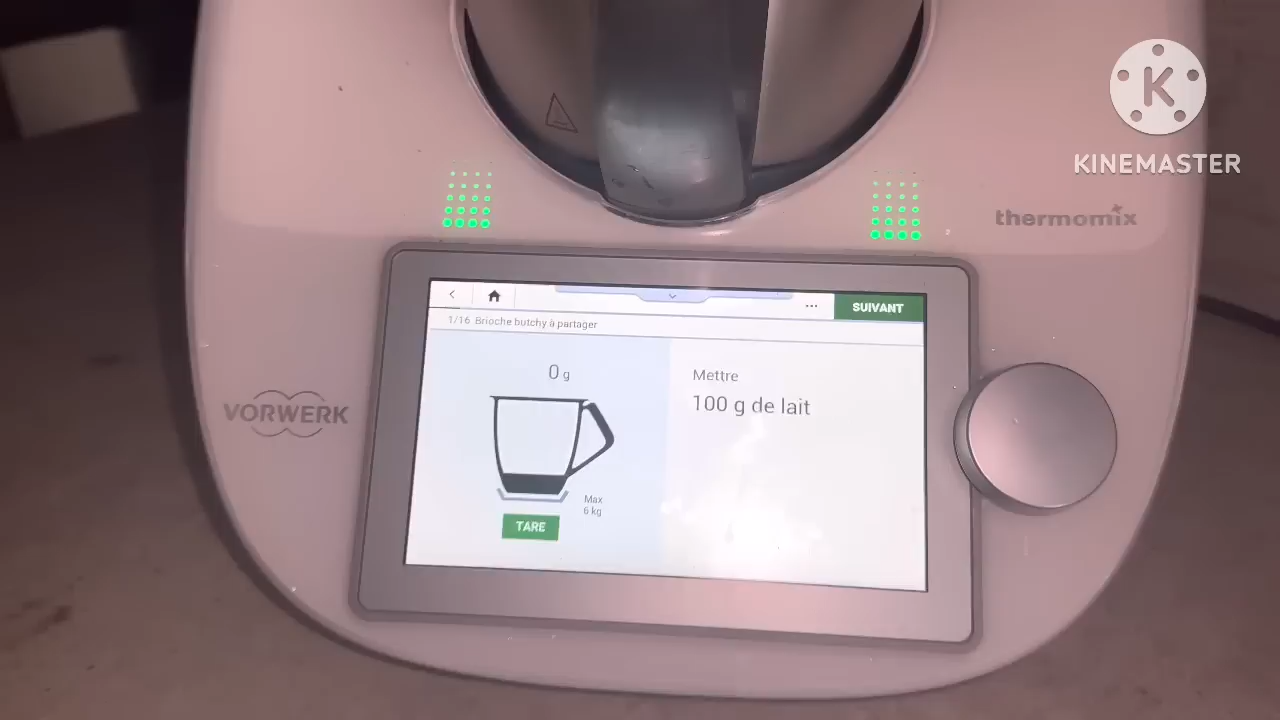 KINEMASTER
thermomix
VORWERK
SUIVANT
1/16 Brioche butchy à partager
0 g
Mettre
100 g de lait
Max
6 kg
TARE